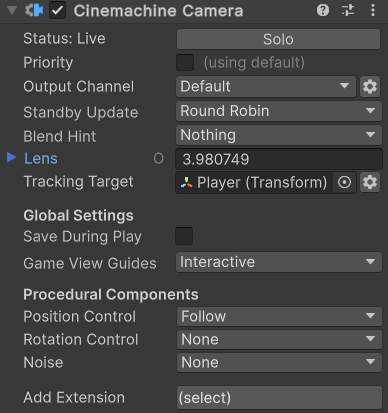 Cinemachine Camera
Status: Live Solo
Priority (using default)
Output Channel Default
Standby Update Round Robin
Blend Hint Nothing
Lens O 3.980749
Tracking Target Player (Transform)
Global Settings
Save During Play
Game View Guides Interactive
Procedural Components
Position Control Follow
Rotation Control None
Noise None
Add Extension (select)